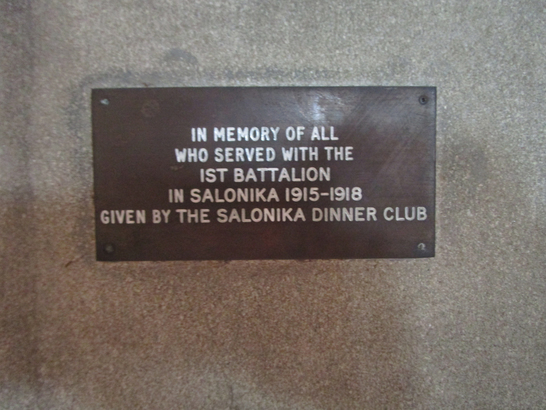 IN MEMORY OF ALL
WHO SERVED WITH THE
1ST BATTALION
IN SALONIKA 1915-1918
GIVEN BY THE SALONIKA DINNER CLUB